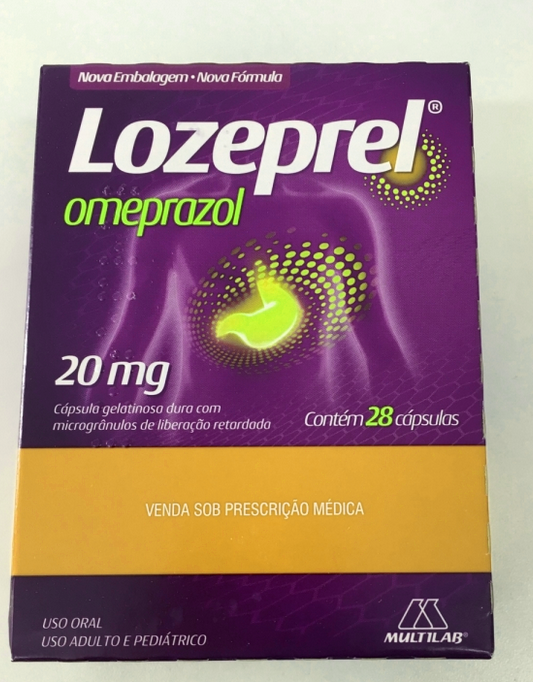 Nova Embalagem • Nova Fórmula
Lozeprel®
omeprazol
20 mg
Cápsula gelatinosa dura com
microgrânulos de liberação retardada
Contém 28 cápsulas
VENDA SOB PRESCRIÇÃO MÉDICA
USO ORAL
USO ADULTO E PEDIÁTRICO
MULTILAB®